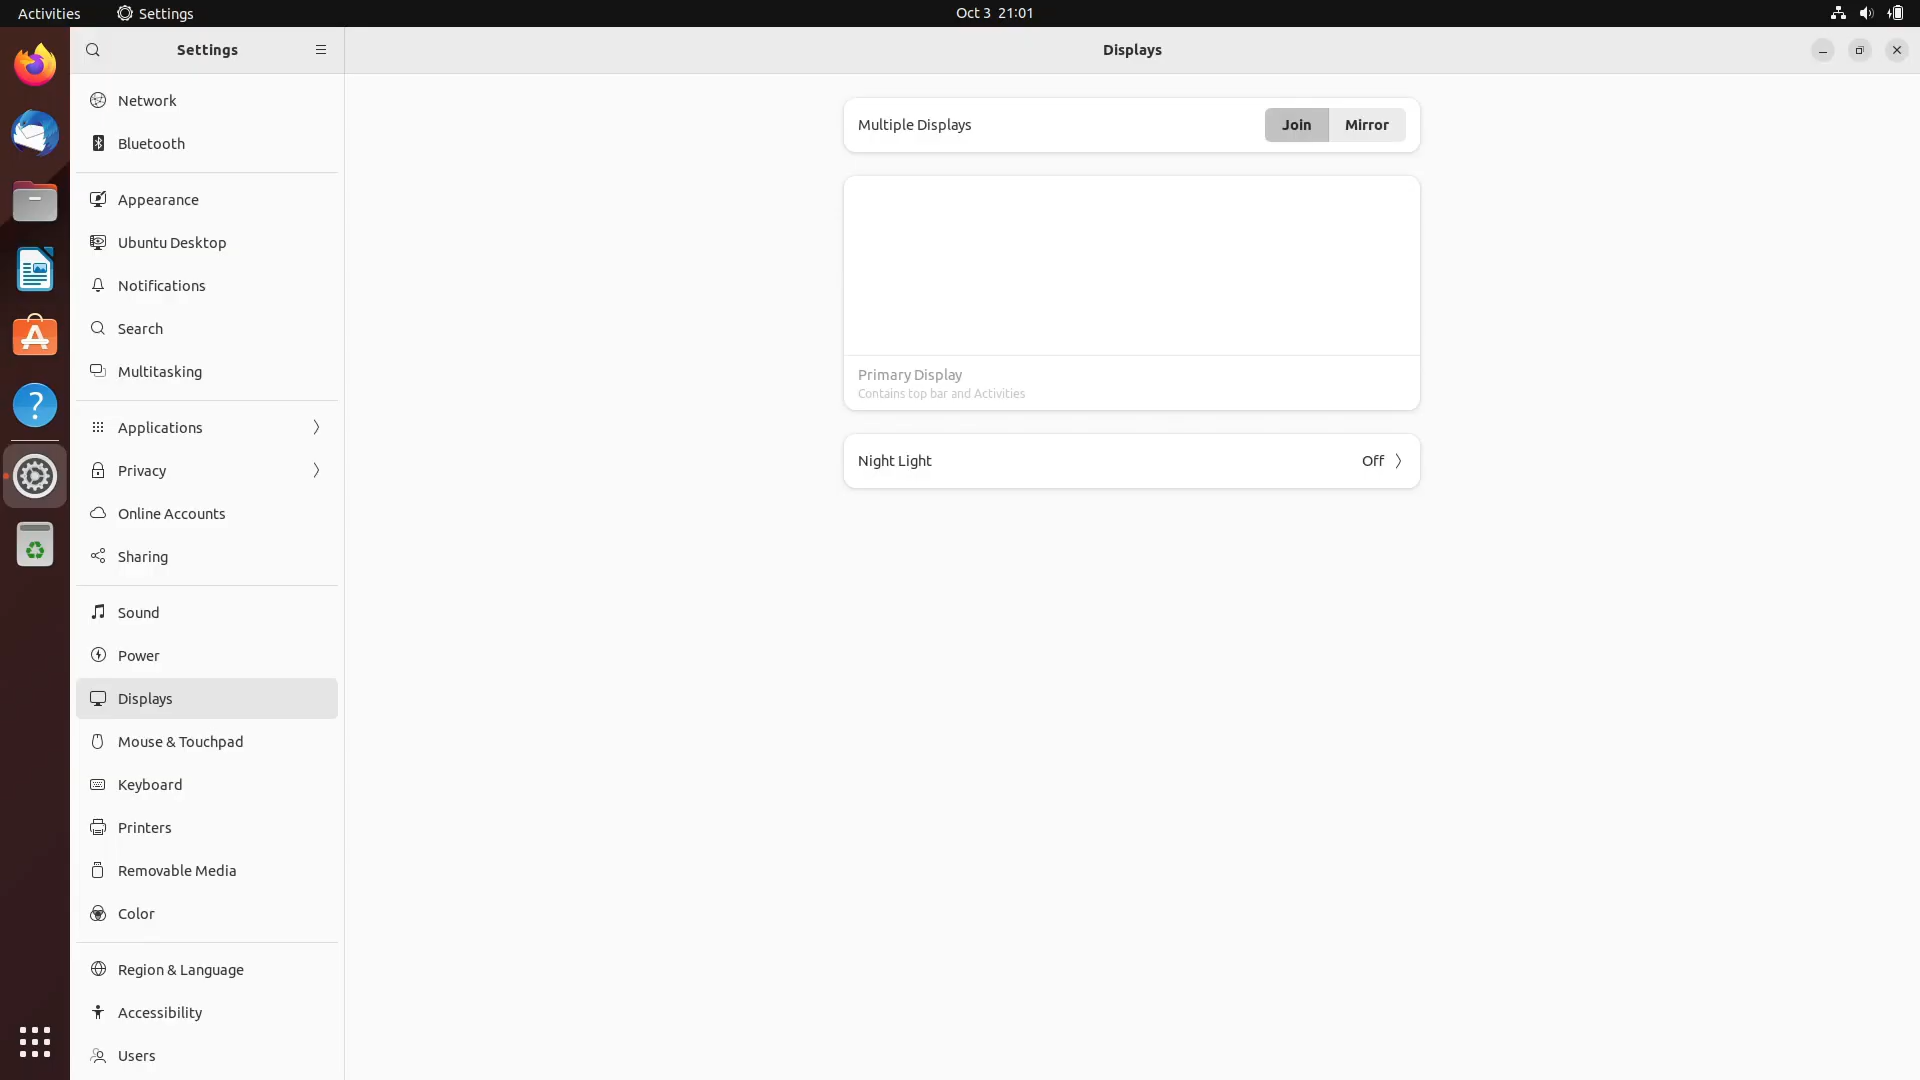 Activities
Settings
Oct 3 21:01
Settings
Displays
Network
Bluetooth
Appearance
Ubuntu Desktop
Notifications
Search
Multitasking
Applications
Privacy
Online Accounts
Sharing
Sound
Power
Displays
Mouse & Touchpad
Keyboard
Printers
Removable Media
Color
Region & Language
Accessibility
Users
Multiple Displays
Join
Mirror
Primary Display
Contains top bar and Activities
Night Light
Off